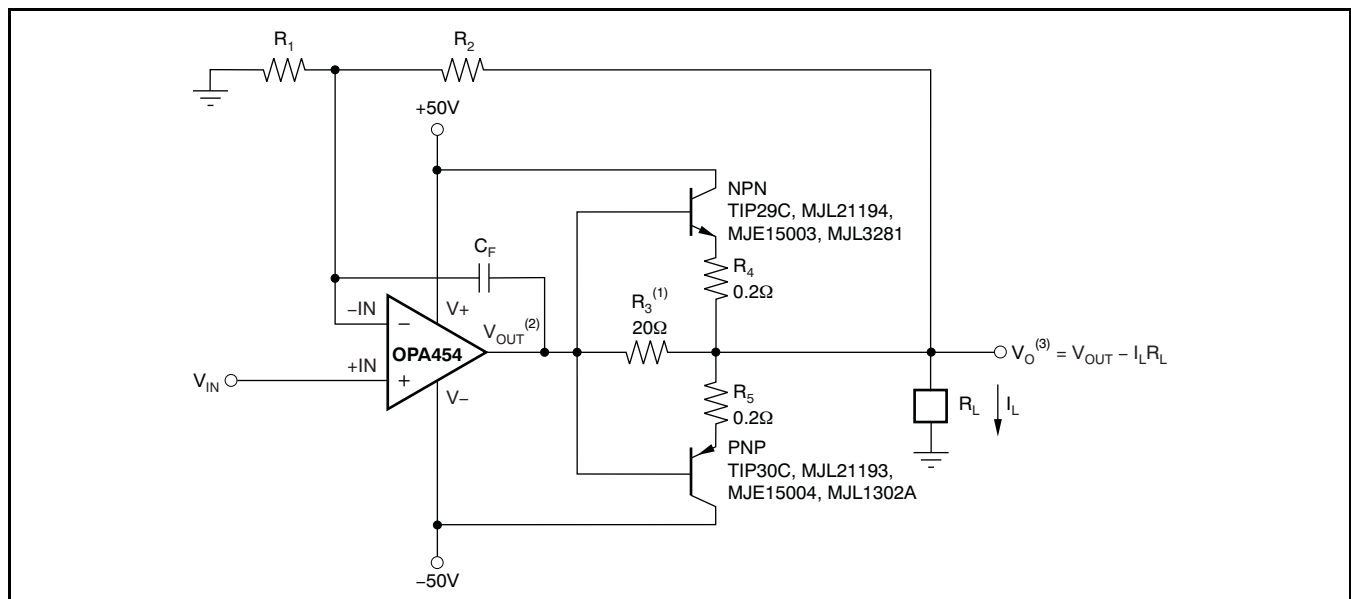 R1
R2
+50V
NPN
TIP29C, MJL21194,
MJE15003, MJL3281
CF
R4
0.2Ω
R3(1)
20Ω
–IN
V+
VOUT(2)
OPA454
VO(3) = VOUT – ILRL
+IN
VIN
V–
R5
0.2Ω
RL
IL
PNP
TIP30C, MJL21193,
MJE15004, MJL1302A
–50V